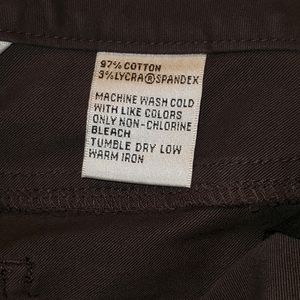 97% COTTON
3% LYCRA® SPANDEX
MACHINE WASH COLD
WITH LIKE COLORS
ONLY NON-CHLORINE
BLEACH
TUMBLE DRY LOW
WARM IRON